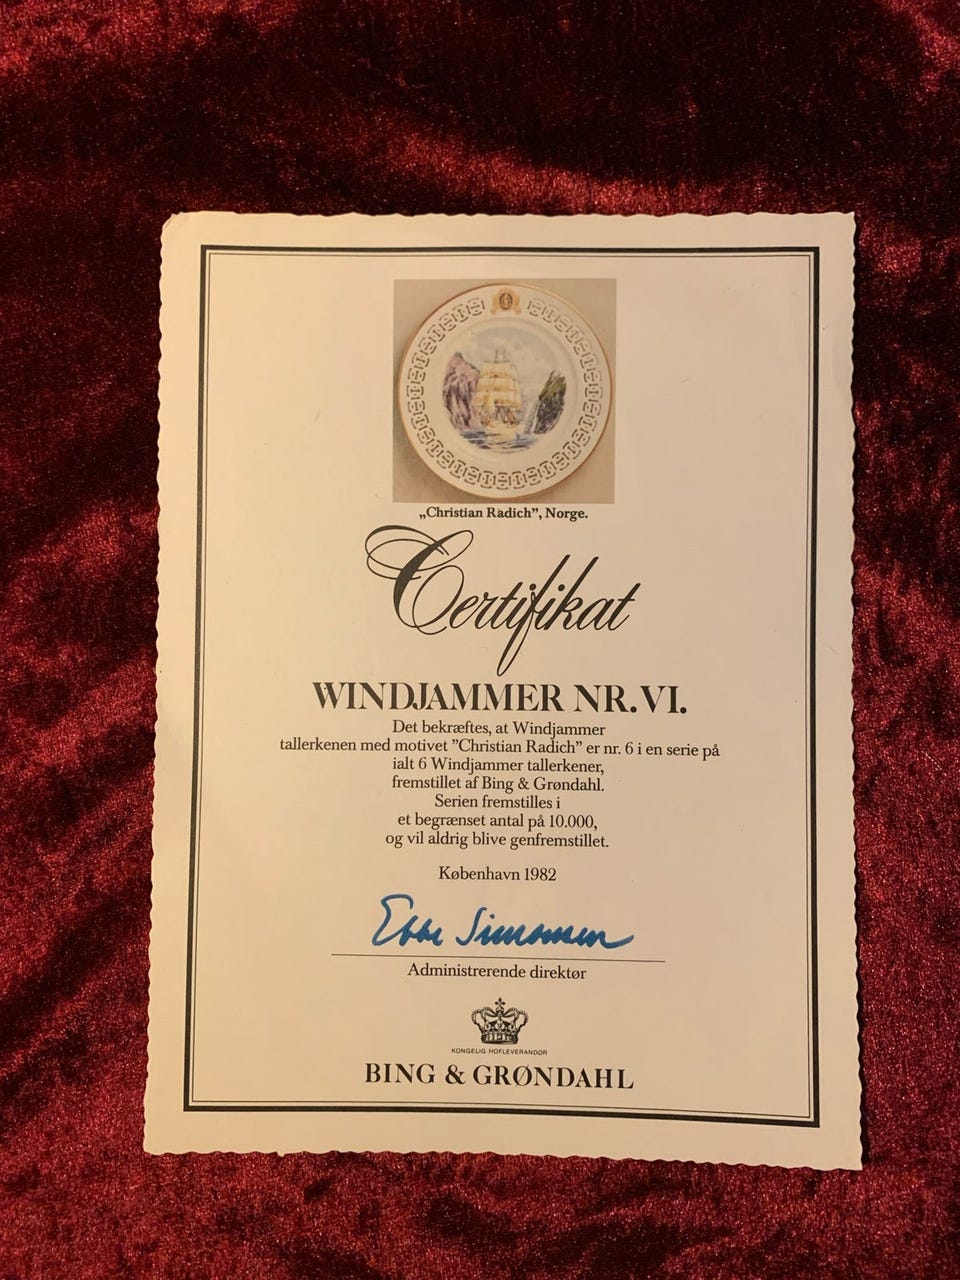 „Christian Radich”, Norge.
Certifikat
WINDJAMMER NR. VI.
Det bekræftes, at Windjammer
tallerkenen med motivet ”Christian Radich” er nr. 6 i en serie på
ialt 6 Windjammer tallerkener,
fremstillet af Bing & Grøndahl.
Serien fremstilles i
et begrænset antal på 10.000,
og vil aldrig blive genfremstillet.
København 1982
Ebbe Simonsen
Administrerende direktør
KONGELIG HOFLEVERANDØR
BING & GRØNDAHL